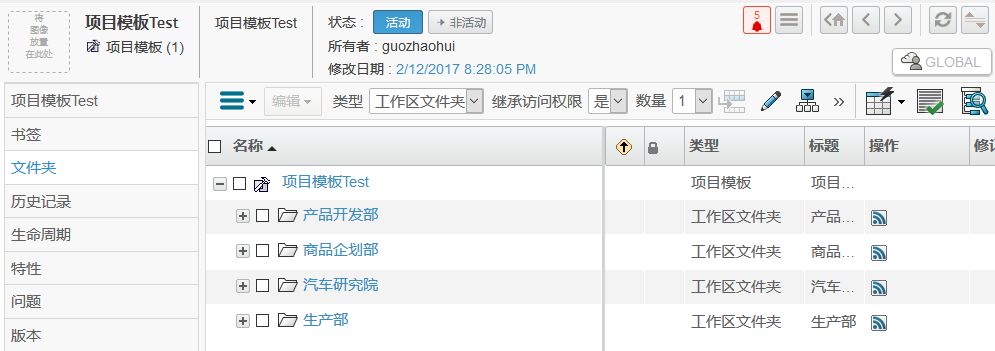 将
图像
放置
在此处
项目模板Test
项目模板 (1)
项目模板Test
状态 : 活动 非活动
所有者 : guozhaohui
修改日期 : 2/12/2017 8:28:05 PM
5
GLOBAL
项目模板Test
书签
文件夹
历史记录
生命周期
特性
问题
版本
编辑 类型 工作区文件夹 继承访问权限 是 数量 1 »
名称 类型 标题 操作 修订
项目模板Test 项目模板 项目…
产品开发部 工作区文件夹 产品…
商品企划部 工作区文件夹 商品…
汽车研究院 工作区文件夹 汽车…
生产部 工作区文件夹 生产部